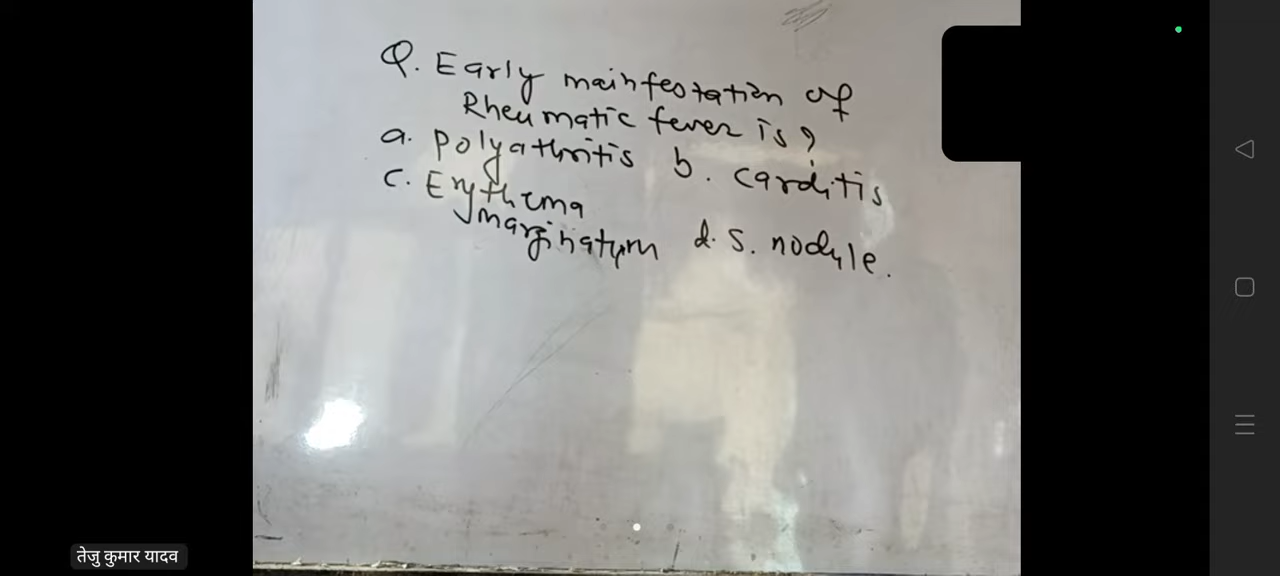 Q. Early mainfestation of
Rheumatic fever is?
a. Polyathritis b. Carditis
c. Erythema
marginatum d. S. nodule.
तेजु कुमार यादव